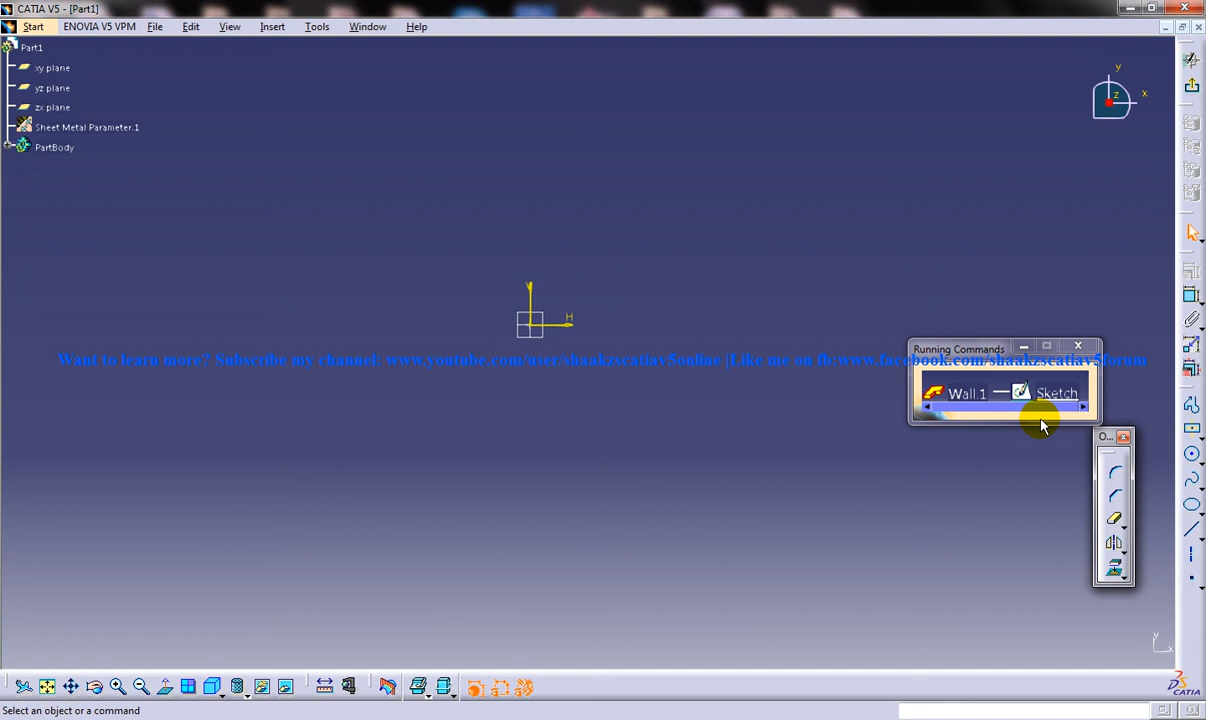 CATIA V5 - [Part1]
Start ENOVIA V5 VPM File Edit View Insert Tools Window Help
Part1
xy plane
yz plane
zx plane
Sheet Metal Parameter.1
PartBody
y
x
z
V
H
Want to learn more? Subscribe my channel: www.youtube.com/user/shaakzscatiav5online |Like me on fb:www.facebook.com/shaakzscatiav5forum
Running Commands
Wall.1 Sketch
O...
y
x
CATIA
Select an object or a command